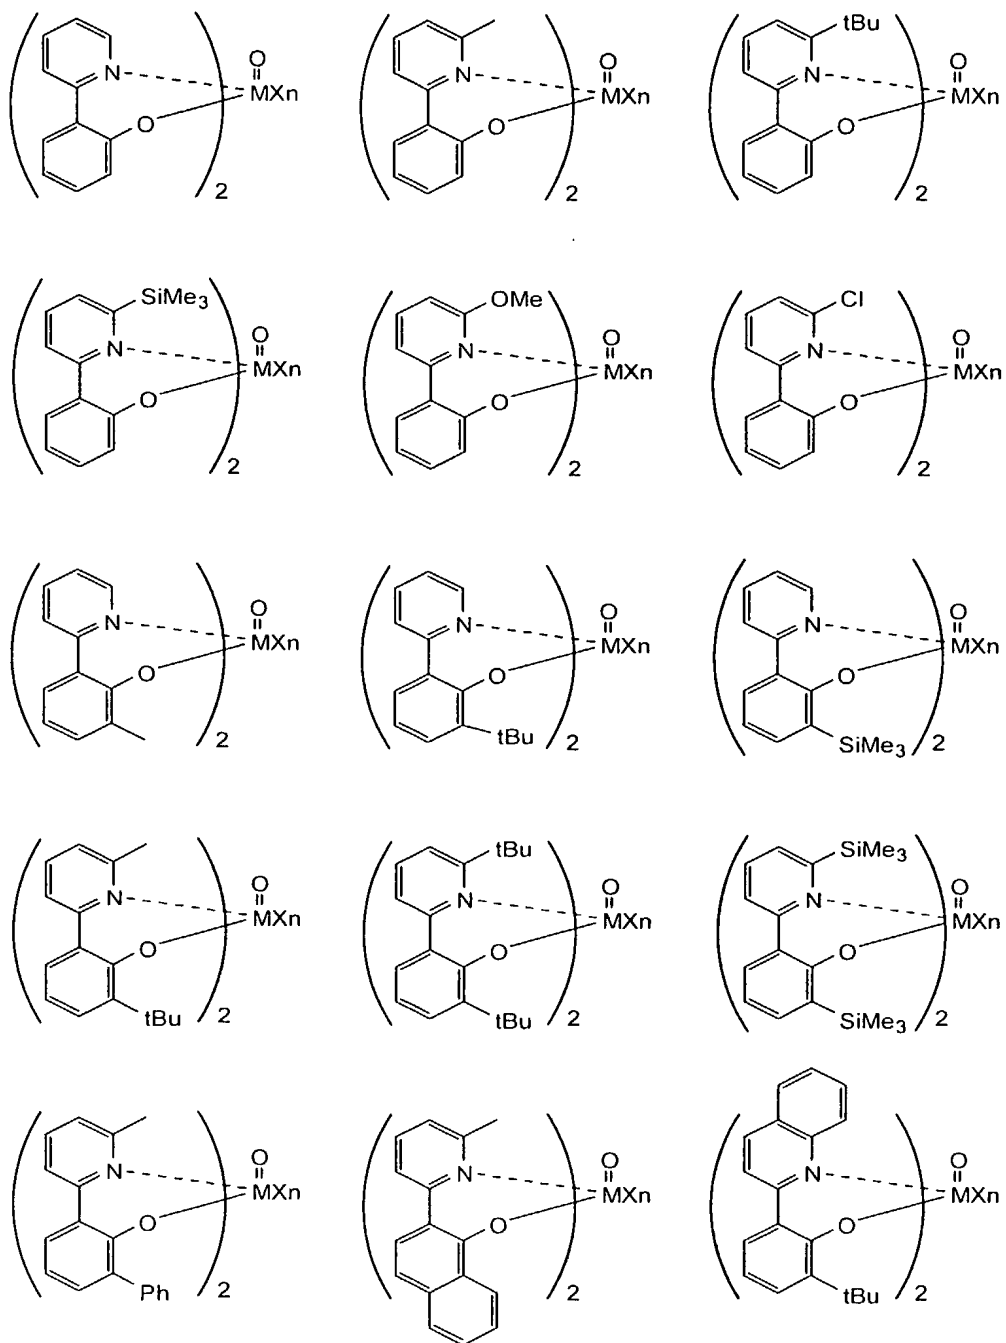 tBu
O O O
N N N
MXn MXn MXn
O O O
2 2 2
SiMe3 OMe Cl
O O O
N N N
MXn MXn MXn
O O O
2 2 2
O O O
N N N
MXn MXn MXn
O O O
2 tBu 2 SiMe3 2
tBu SiMe3
O O O
N N N
MXn MXn MXn
O O O
tBu 2 tBu 2 SiMe3 2
O O O
N N N
MXn MXn MXn
O O O
Ph 2 2 tBu 2